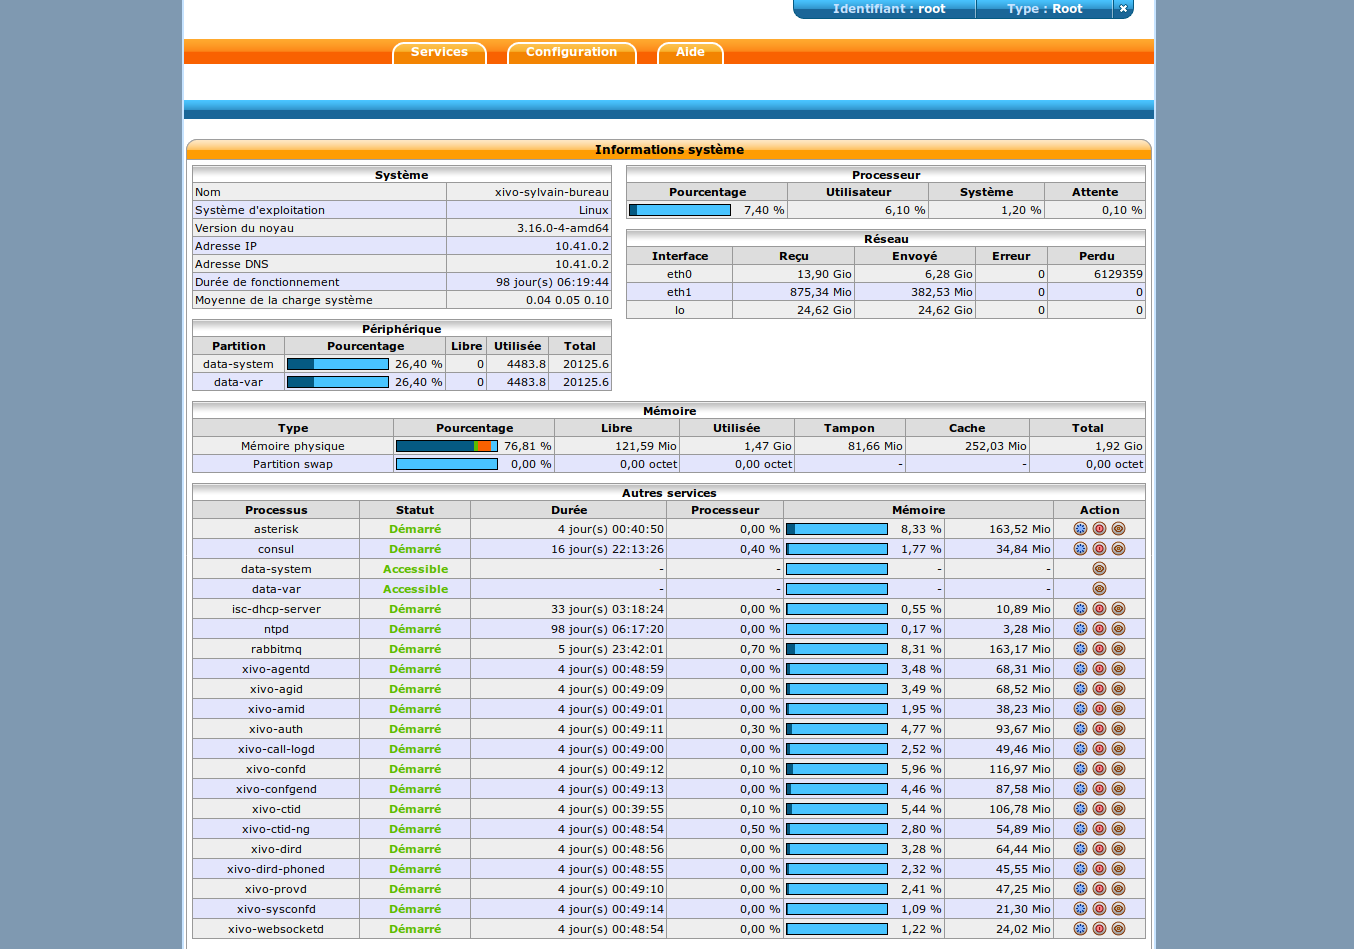 Identifiant : root Type : Root
Services Configuration Aide
Informations système
Système
Nom xivo-sylvain-bureau
Système d'exploitation Linux
Version du noyau 3.16.0-4-amd64
Adresse IP 10.41.0.2
Adresse DNS 10.41.0.2
Durée de fonctionnement 98 jour(s) 06:19:44
Moyenne de la charge système 0.04 0.05 0.10
Processeur
Pourcentage Utilisateur Système Attente
7,40 % 6,10 % 1,20 % 0,10 %
Réseau
Interface Reçu Envoyé Erreur Perdu
eth0 13,90 Gio 6,28 Gio 0 6129359
eth1 875,34 Mio 382,53 Mio 0 0
lo 24,62 Gio 24,62 Gio 0 0
Périphérique
Partition Pourcentage Libre Utilisée Total
data-system 26,40 % 0 4483.8 20125.6
data-var 26,40 % 0 4483.8 20125.6
Mémoire
Type Pourcentage Libre Utilisée Tampon Cache Total
Mémoire physique 76,81 % 121,59 Mio 1,47 Gio 81,66 Mio 252,03 Mio 1,92 Gio
Partition swap 0,00 % 0,00 octet 0,00 octet - - 0,00 octet
Autres services
Processus Statut Durée Processeur Mémoire Action
asterisk Démarré 4 jour(s) 00:40:50 0,00 % 8,33 % 163,52 Mio
consul Démarré 16 jour(s) 22:13:26 0,40 % 1,77 % 34,84 Mio
data-system Accessible - - - -
data-var Accessible - - - -
isc-dhcp-server Démarré 33 jour(s) 03:18:24 0,00 % 0,55 % 10,89 Mio
ntpd Démarré 98 jour(s) 06:17:20 0,00 % 0,17 % 3,28 Mio
rabbitmq Démarré 5 jour(s) 23:42:01 0,70 % 8,31 % 163,17 Mio
xivo-agentd Démarré 4 jour(s) 00:48:59 0,00 % 3,48 % 68,31 Mio
xivo-agid Démarré 4 jour(s) 00:49:09 0,00 % 3,49 % 68,52 Mio
xivo-amid Démarré 4 jour(s) 00:49:01 0,00 % 1,95 % 38,23 Mio
xivo-auth Démarré 4 jour(s) 00:49:11 0,30 % 4,77 % 93,67 Mio
xivo-call-logd Démarré 4 jour(s) 00:49:00 0,00 % 2,52 % 49,46 Mio
xivo-confd Démarré 4 jour(s) 00:49:12 0,10 % 5,96 % 116,97 Mio
xivo-confgend Démarré 4 jour(s) 00:49:13 0,00 % 4,46 % 87,58 Mio
xivo-ctid Démarré 4 jour(s) 00:39:55 0,10 % 5,44 % 106,78 Mio
xivo-ctid-ng Démarré 4 jour(s) 00:48:54 0,50 % 2,80 % 54,89 Mio
xivo-dird Démarré 4 jour(s) 00:48:56 0,00 % 3,28 % 64,44 Mio
xivo-dird-phoned Démarré 4 jour(s) 00:48:55 0,00 % 2,32 % 45,55 Mio
xivo-provd Démarré 4 jour(s) 00:49:10 0,00 % 2,41 % 47,25 Mio
xivo-sysconfd Démarré 4 jour(s) 00:49:14 0,00 % 1,09 % 21,30 Mio
xivo-websocketd Démarré 4 jour(s) 00:48:54 0,00 % 1,22 % 24,02 Mio